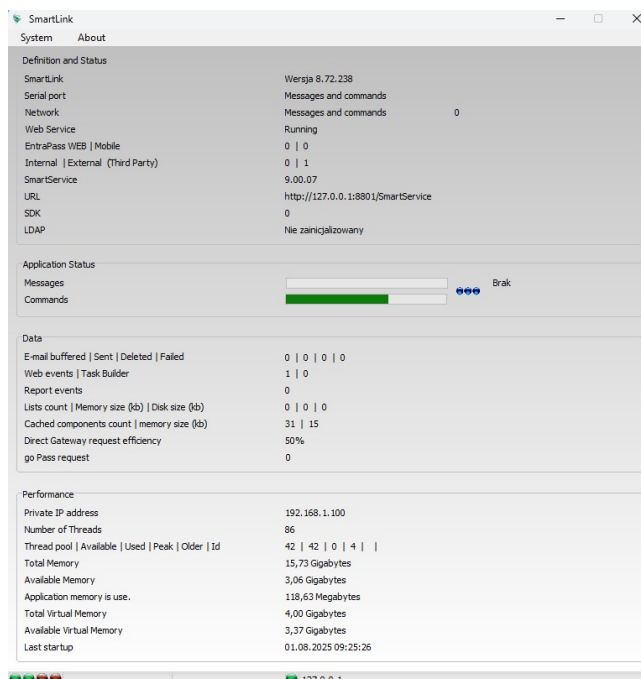 SmartLink
System About
Definition and Status
SmartLink Wersja 8.72.238
Serial port Messages and commands
Network Messages and commands 0
Web Service Running
EntraPass WEB | Mobile 0 | 0
Internal | External (Third Party) 0 | 1
SmartService 9.00.07
URL http://127.0.0.1:8801/SmartService
SDK 0
LDAP Nie zainicjalizowany
Application Status
Messages Brak
Commands
Data
E-mail buffered | Sent | Deleted | Failed 0 | 0 | 0 | 0
Web events | Task Builder 1 | 0
Report events 0
Lists count | Memory size (kb) | Disk size (kb) 0 | 0 | 0
Cached components count | memory size (kb) 31 | 15
Direct Gateway request efficiency 50%
go Pass request 0
Performance
Private IP address 192.168.1.100
Number of Threads 86
Thread pool | Available | Used | Peak | Older | Id 42 | 42 | 0 | 4 | |
Total Memory 15,73 Gigabytes
Available Memory 3,06 Gigabytes
Application memory is use. 118,63 Megabytes
Total Virtual Memory 4,00 Gigabytes
Available Virtual Memory 3,37 Gigabytes
Last startup 01.08.2025 09:25:26
127.0.0.1